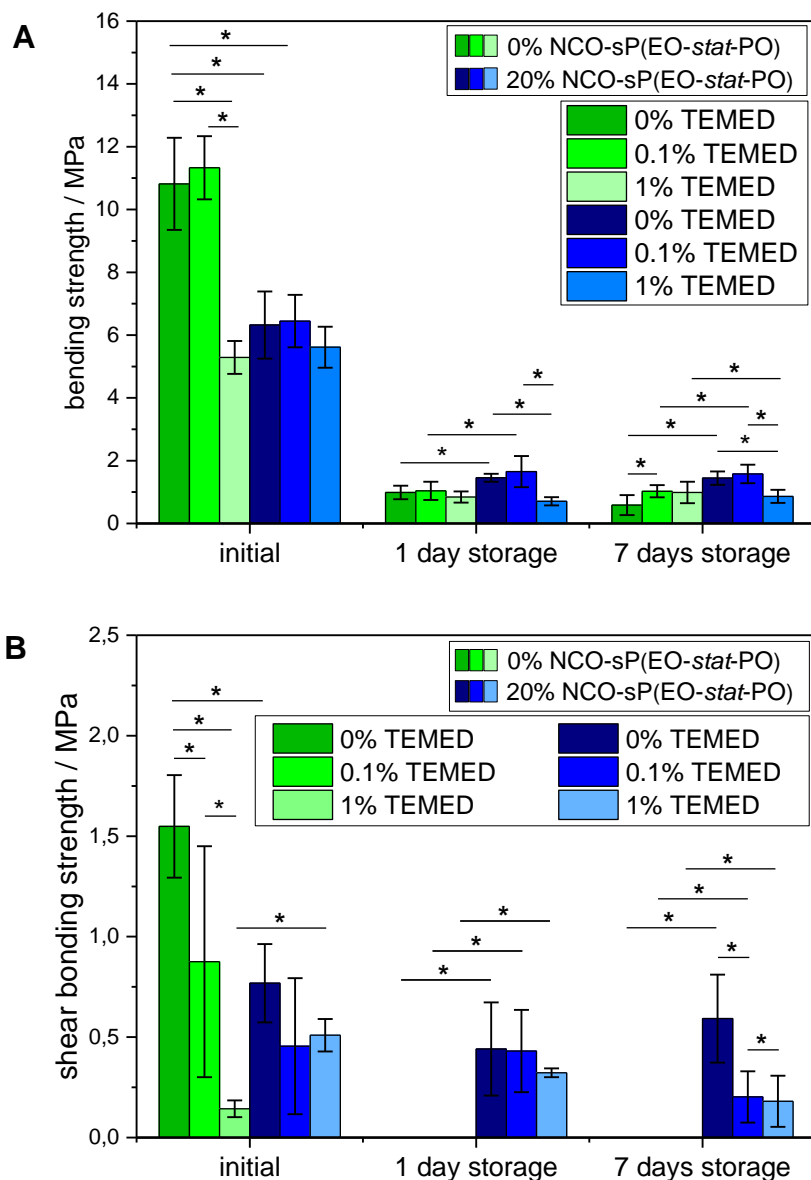 A
16
14
12
10
8
6
4
2
0
bending strength / MPa
0% NCO-sP(EO-stat-PO)
20% NCO-sP(EO-stat-PO)
0% TEMED
0.1% TEMED
1% TEMED
0% TEMED
0.1% TEMED
1% TEMED
* * * *
* * * *
* * * * * *
initial
1 day storage
7 days storage
B
2,5
2,0
1,5
1,0
0,5
0,0
shear bonding strength / MPa
0% NCO-sP(EO-stat-PO)
20% NCO-sP(EO-stat-PO)
0% TEMED
0.1% TEMED
1% TEMED
0% TEMED
0.1% TEMED
1% TEMED
* * * * *
* * *
* * * * *
initial
1 day storage
7 days storage